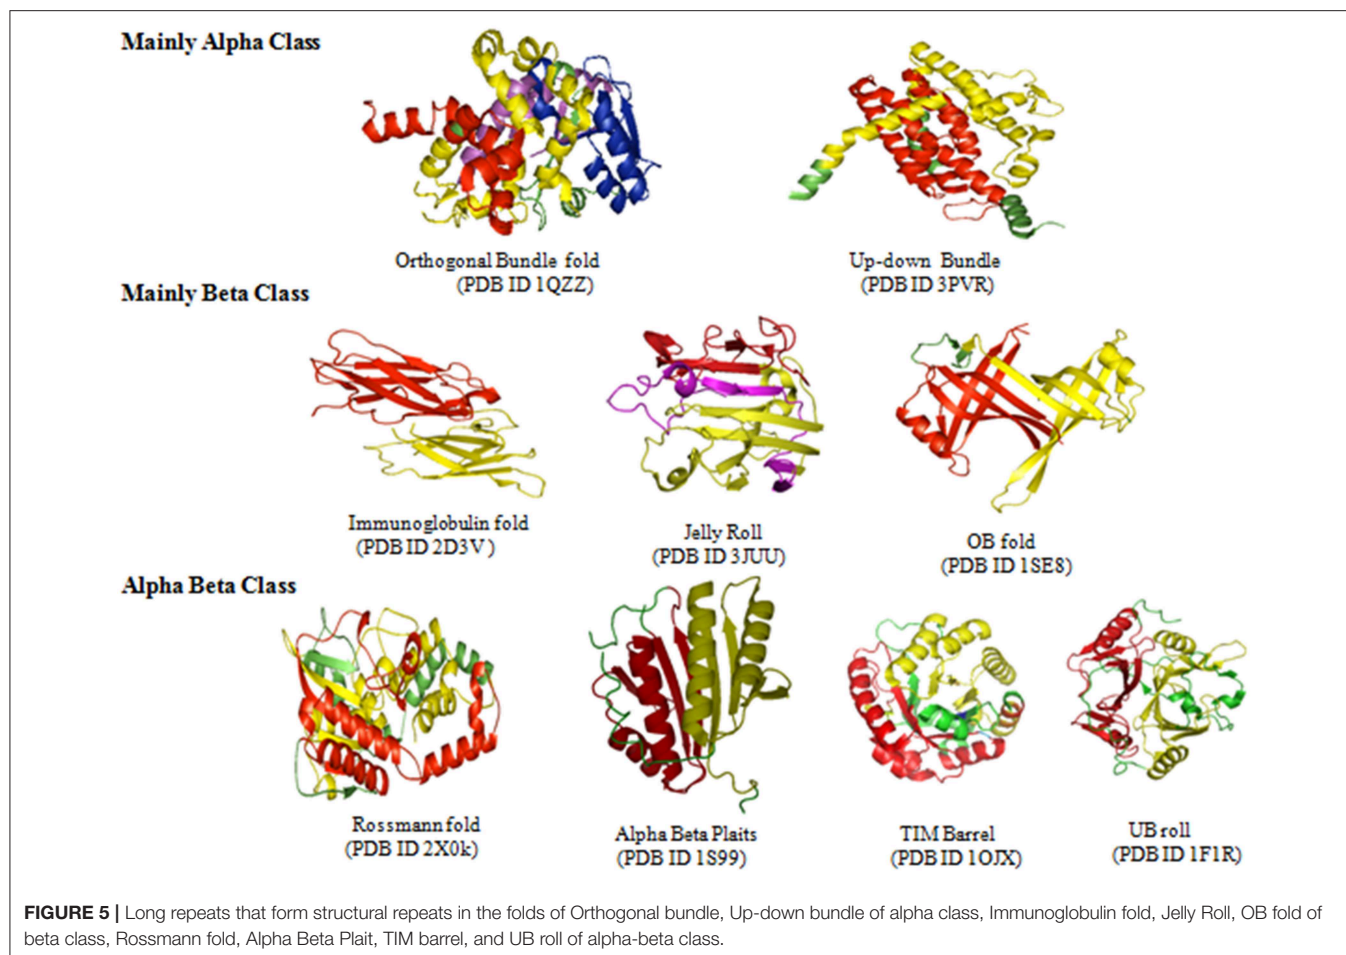 Mainly Alpha Class
Orthogonal Bundle fold
(PDB ID 1QZZ)
Up-down Bundle
(PDB ID 3PVR)
Mainly Beta Class
Immunoglobulin fold
(PDB ID 2D3V)
Jelly Roll
(PDB ID 3JUU)
OB fold
(PDB ID 1SE8)
Alpha Beta Class
Rossmann fold
(PDB ID 2X0k)
Alpha Beta Plaits
(PDB ID 1S99)
TIM Barrel
(PDB ID 1OJX)
UB roll
(PDB ID 1F1R)
FIGURE 5 | Long repeats that form structural repeats in the folds of Orthogonal bundle, Up-down bundle of alpha class, Immunoglobulin fold, Jelly Roll, OB fold of
beta class, Rossmann fold, Alpha Beta Plait, TIM barrel, and UB roll of alpha-beta class.